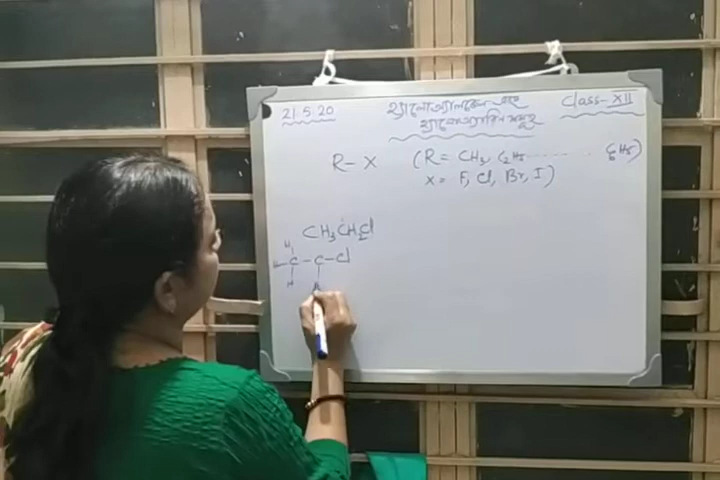 21.5.20
হ্যালোঅ্যালকেন এবং
Class-XII
হ্যালোঅ্যারিন সমূহ
R-X (R= CH3, C2H5 ............ C6H5)
X = F, Cl, Br, I)
CH3CH2Cl
H
H-C-C-Cl
H H